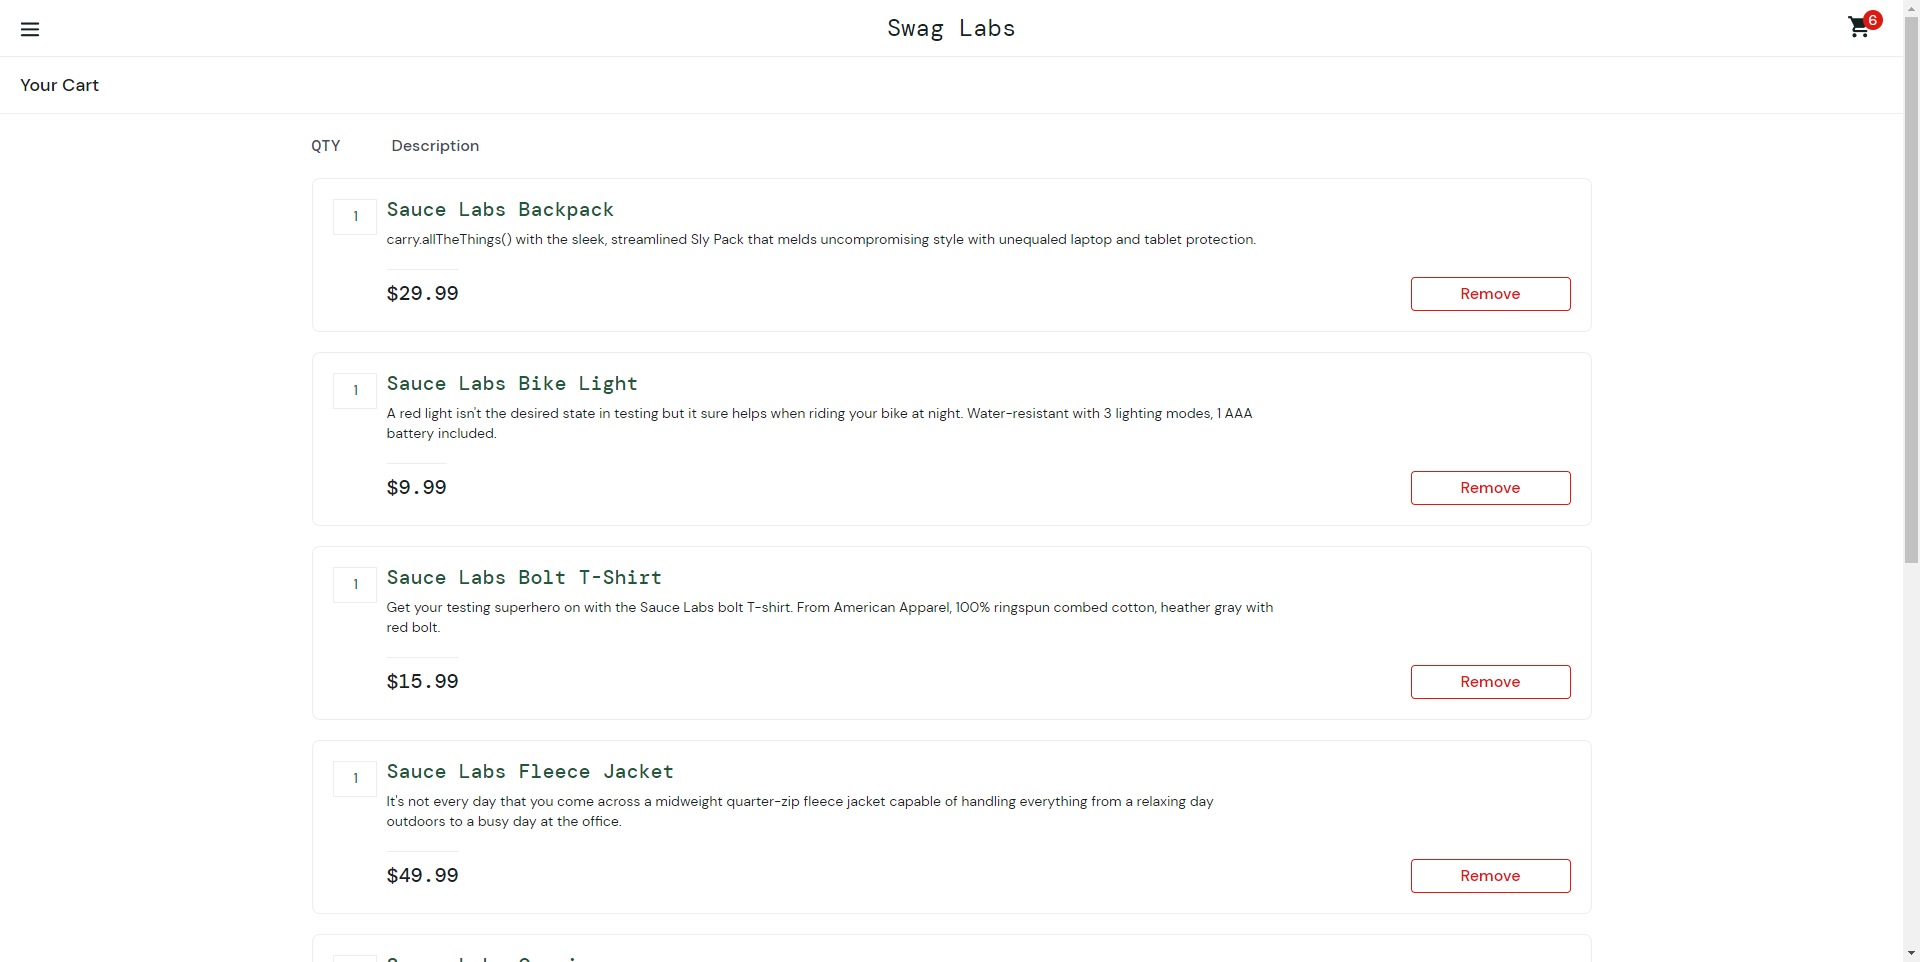 Swag Labs
6
Your Cart
QTY
Description
1
Sauce Labs Backpack
carry.allTheThings() with the sleek, streamlined Sly Pack that melds uncompromising style with unequaled laptop and tablet protection.
$29.99
Remove
1
Sauce Labs Bike Light
A red light isn't the desired state in testing but it sure helps when riding your bike at night. Water-resistant with 3 lighting modes, 1 AAA
battery included.
$9.99
Remove
1
Sauce Labs Bolt T-Shirt
Get your testing superhero on with the Sauce Labs bolt T-shirt. From American Apparel, 100% ringspun combed cotton, heather gray with
red bolt.
$15.99
Remove
1
Sauce Labs Fleece Jacket
It's not every day that you come across a midweight quarter-zip fleece jacket capable of handling everything from a relaxing day
outdoors to a busy day at the office.
$49.99
Remove